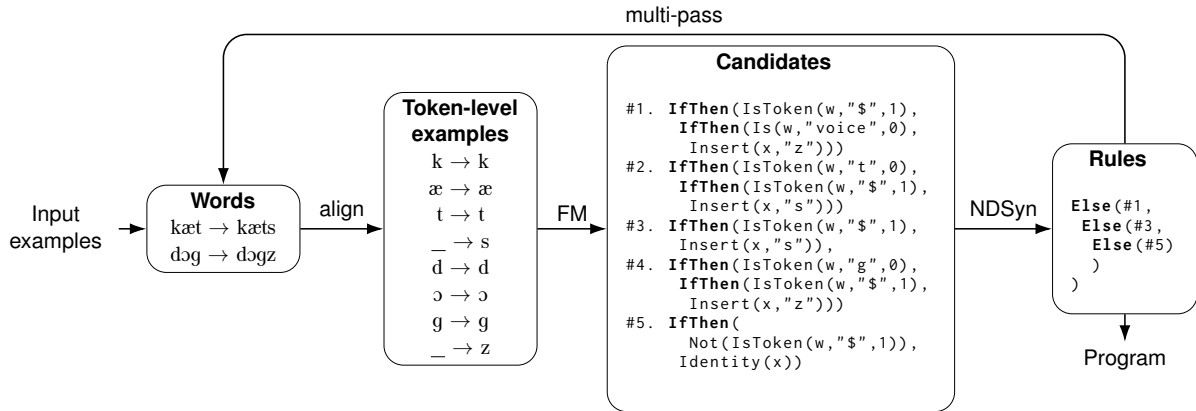 multi-pass
Input
examples
Words
kæt → kæts
dɔg → dɔgz
align
Token-level
examples
k → k
æ → æ
t → t
_ → s
d → d
ɔ → ɔ
g → g
_ → z
FM
Candidates
#1. IfThen(IsToken(w,"$",1),
IfThen(Is(w,"voice",0),
Insert(x,"z")))
#2. IfThen(IsToken(w,"t",0),
IfThen(IsToken(w,"$",1),
Insert(x,"s")))
#3. IfThen(IsToken(w,"$",1),
Insert(x,"s")),
#4. IfThen(IsToken(w,"g",0),
IfThen(IsToken(w,"$",1),
Insert(x,"z")))
#5. IfThen(
Not(IsToken(w,"$",1)),
Identity(x))
NDSyn
Rules
Else(#1,
Else(#3,
Else(#5)
)
)
Program